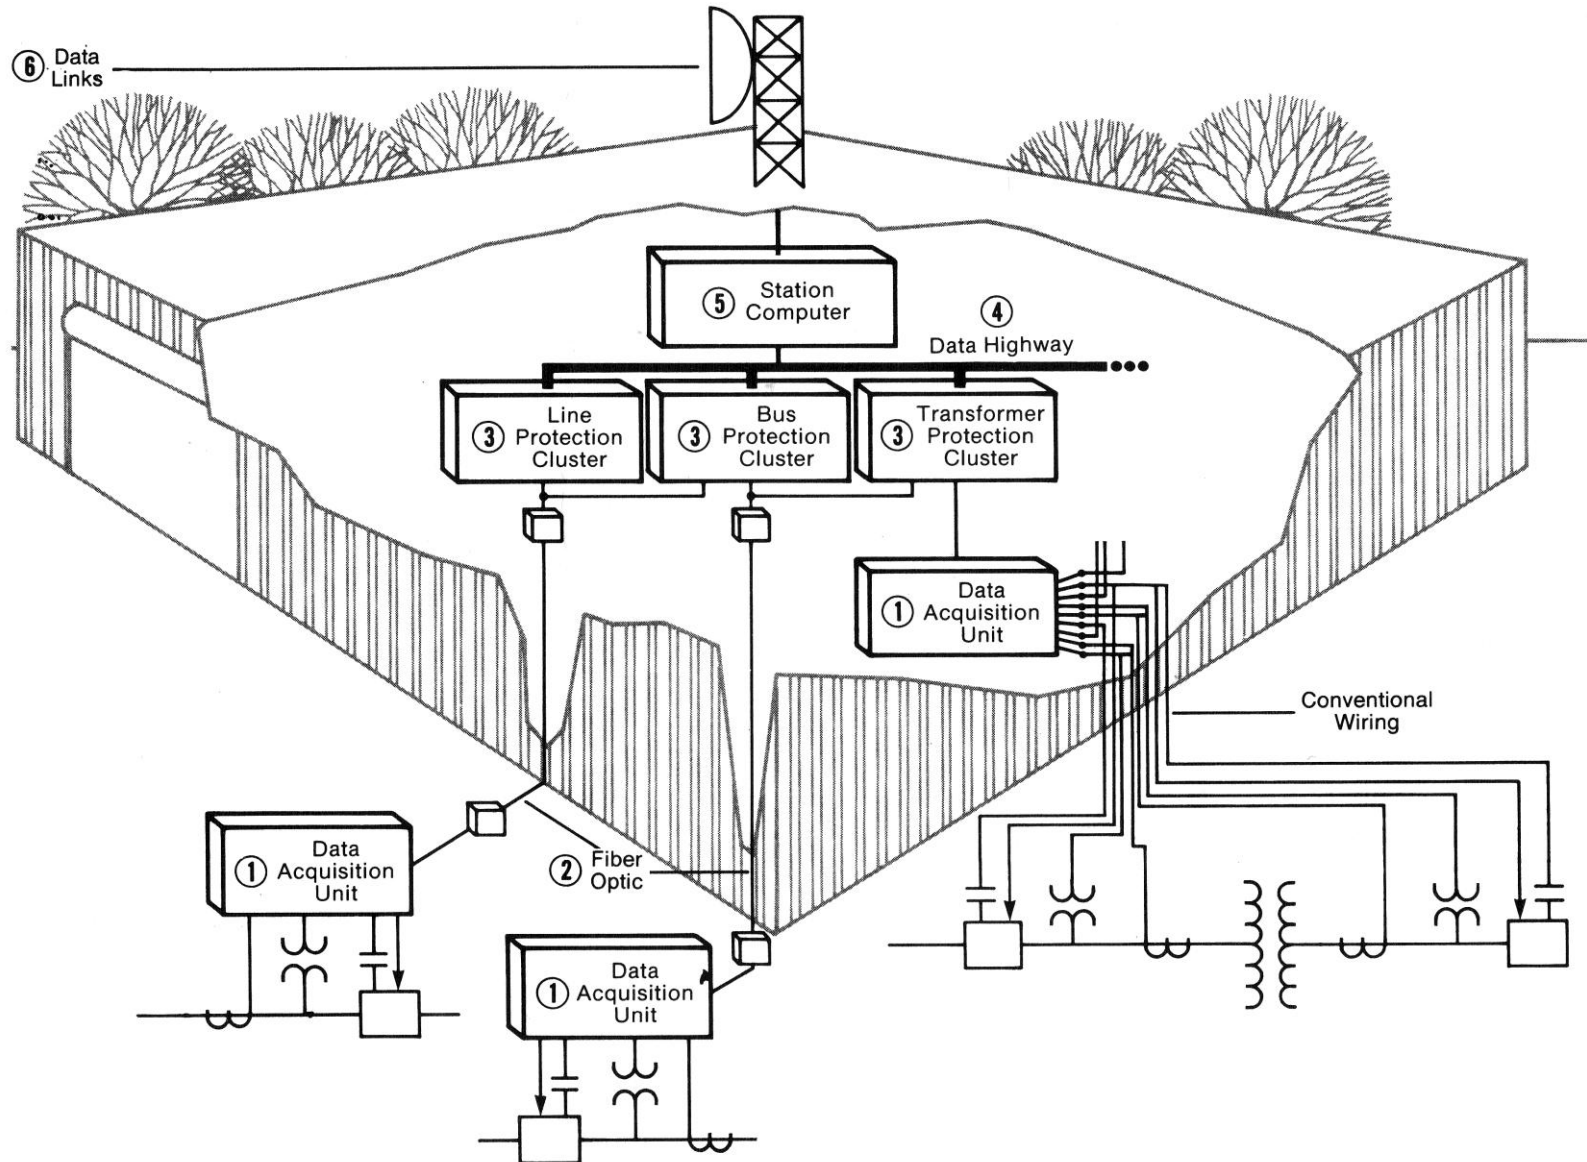 6 Data
Links
5 Station
Computer
4
Data Highway
3 Line
Protection
Cluster
3 Bus
Protection
Cluster
3 Transformer
Protection
Cluster
1 Data
Acquisition
Unit
Conventional
Wiring
1 Data
Acquisition
Unit
2 Fiber
Optic
1 Data
Acquisition
Unit